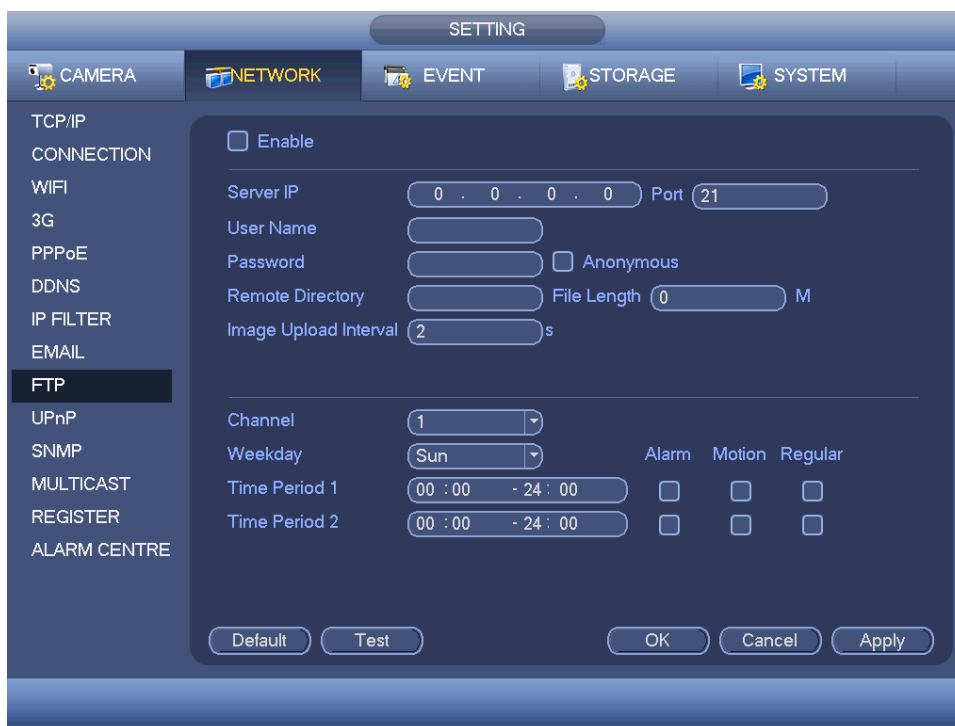 SETTING
CAMERA NETWORK EVENT STORAGE SYSTEM
TCP/IP
CONNECTION
WIFI
3G
PPPoE
DDNS
IP FILTER
EMAIL
FTP
UPnP
SNMP
MULTICAST
REGISTER
ALARM CENTRE
Enable
Server IP 0 . 0 . 0 . 0 Port 21
User Name
Password Anonymous
Remote Directory File Length 0 M
Image Upload Interval 2 s
Channel 1
Weekday Sun Alarm Motion Regular
Time Period 1 00 : 00 - 24 : 00
Time Period 2 00 : 00 - 24 : 00
Default Test OK Cancel Apply